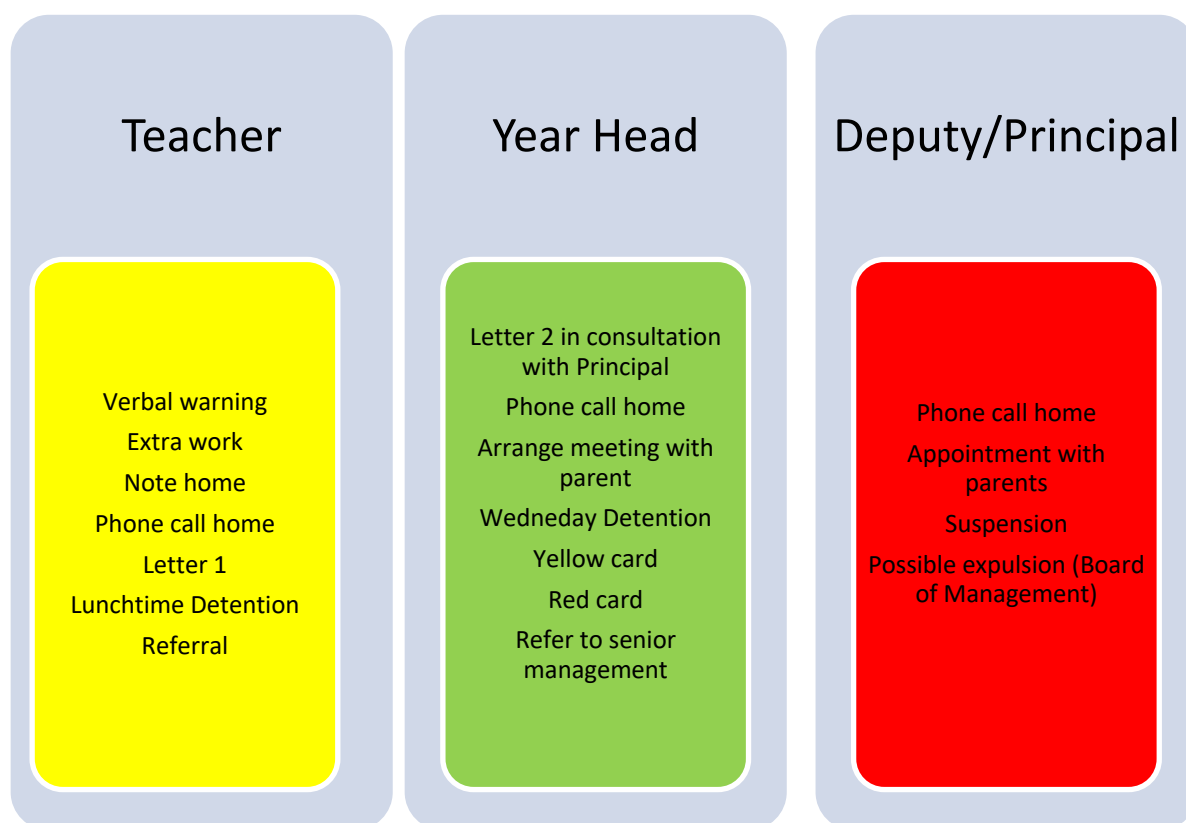 Teacher
Verbal warning
Extra work
Note home
Phone call home
Letter 1
Lunchtime Detention
Referral
Year Head
Letter 2 in consultation
with Principal
Phone call home
Arrange meeting with
parent
Wedneday Detention
Yellow card
Red card
Refer to senior
management
Deputy/Principal
Phone call home
Appointment with
parents
Suspension
Possible expulsion (Board
of Management)